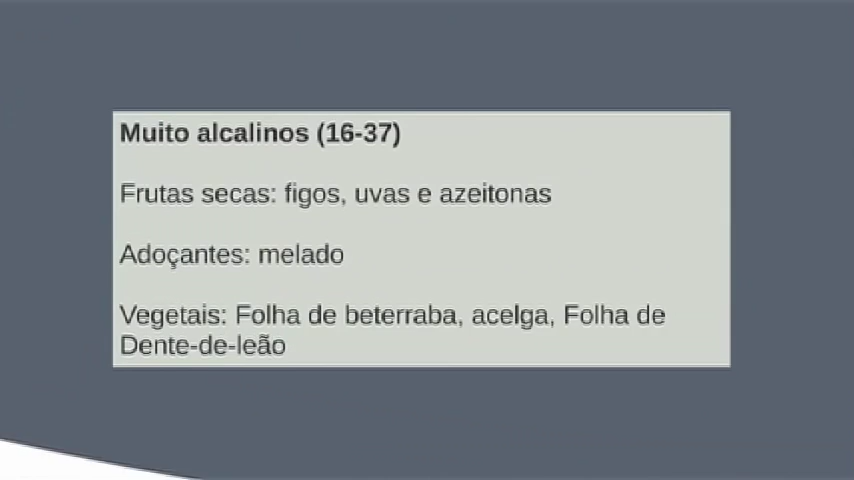 Muito alcalinos (16-37)
Frutas secas: figos, uvas e azeitonas
Adoçantes: melado
Vegetais: Folha de beterraba, acelga, Folha de
Dente-de-leão